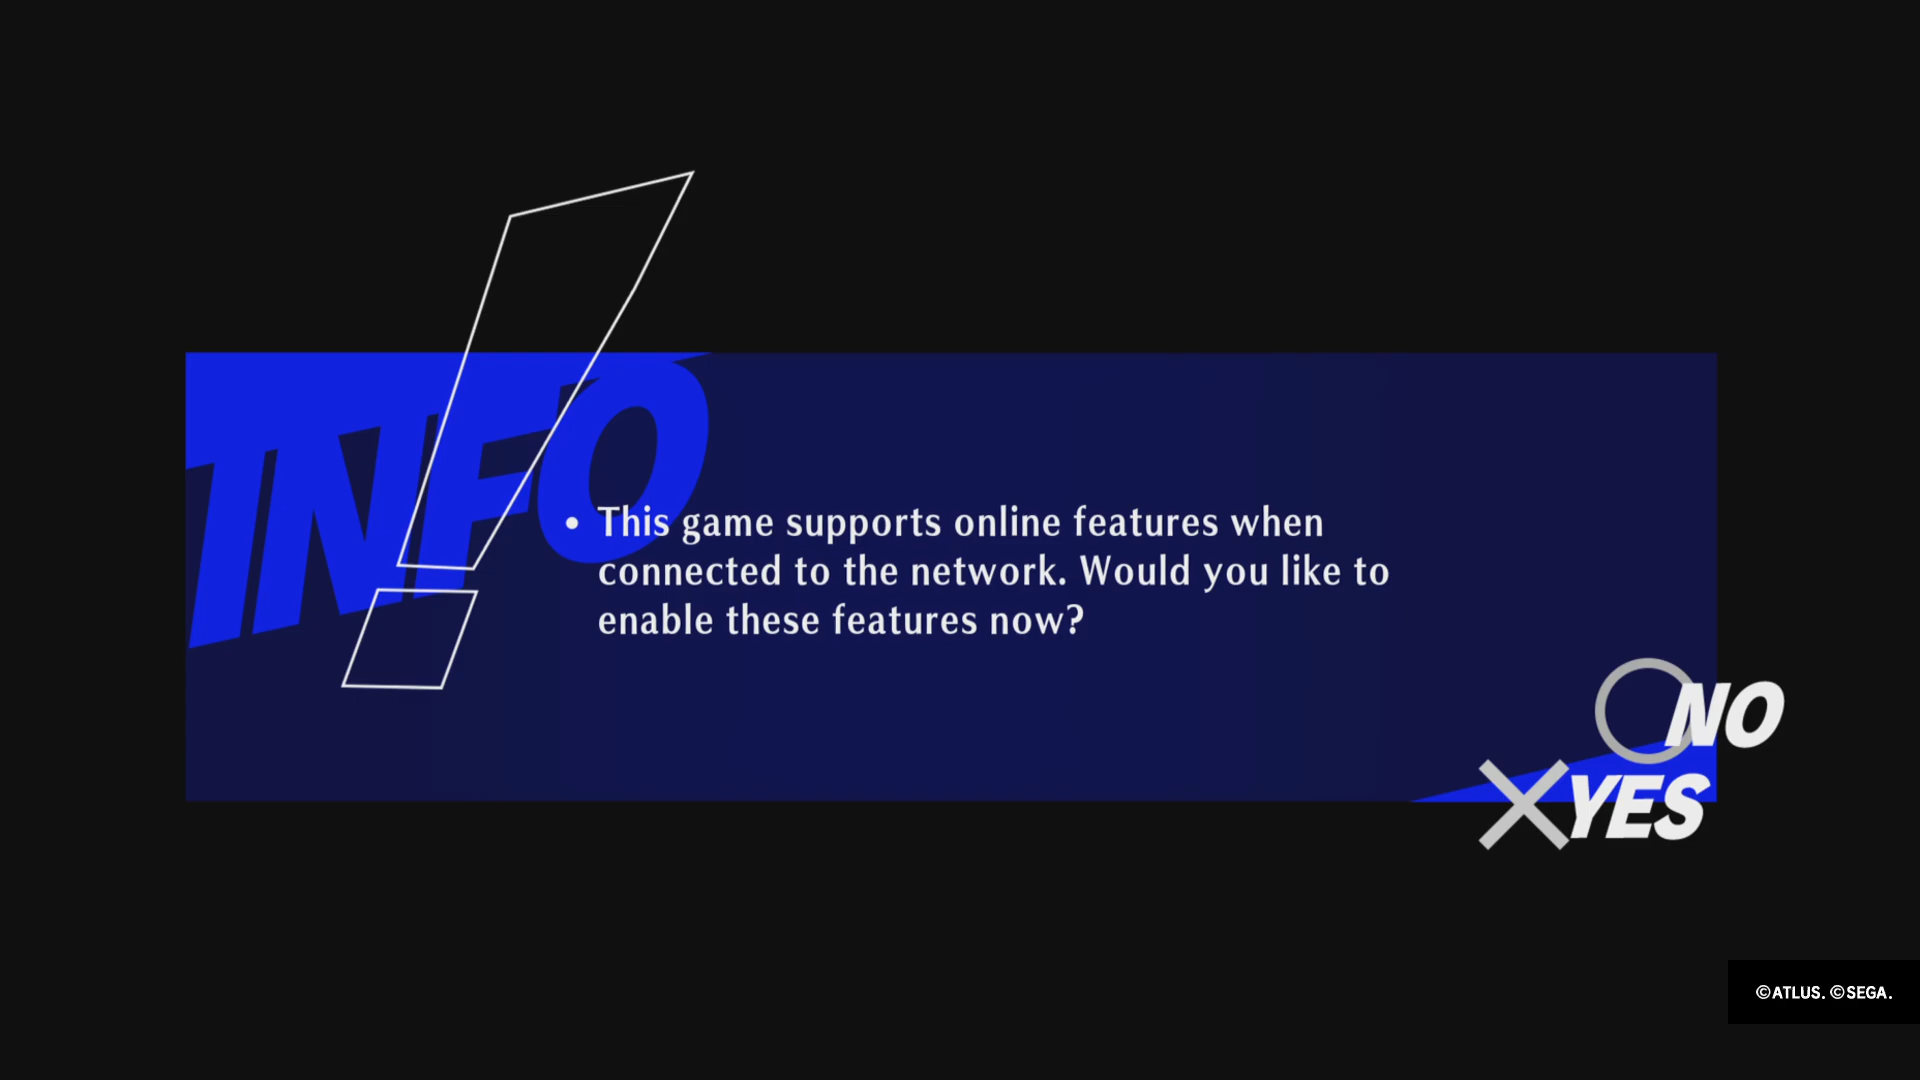 INFO
• This game supports online features when
connected to the network. Would you like to
enable these features now?
NO
YES
©ATLUS. ©SEGA.